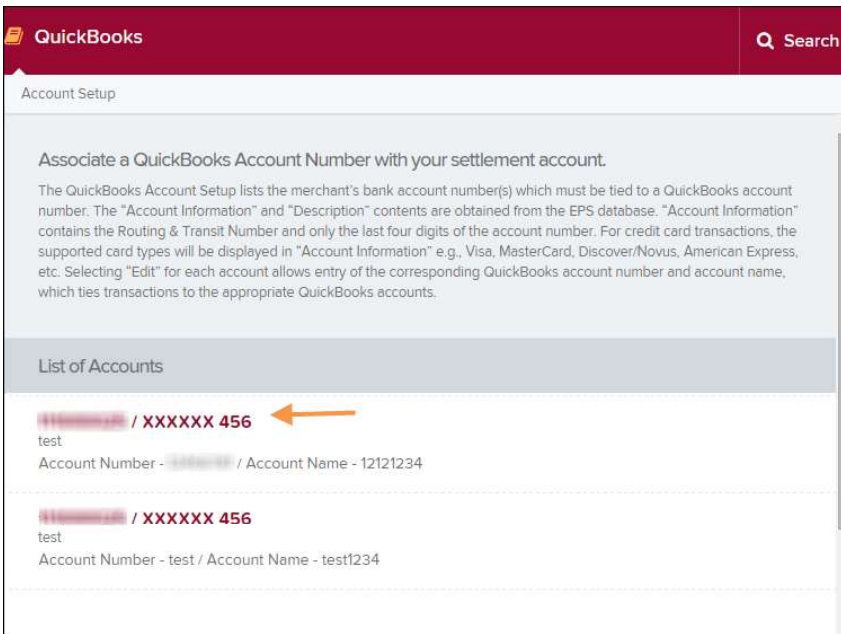 QuickBooks
Search
Account Setup
Associate a QuickBooks Account Number with your settlement account.
The QuickBooks Account Setup lists the merchant's bank account number(s) which must be tied to a QuickBooks account
number. The "Account Information" and "Description" contents are obtained from the EPS database. "Account Information"
contains the Routing & Transit Number and only the last four digits of the account number. For credit card transactions, the
supported card types will be displayed in "Account Information" e.g., Visa, MasterCard, Discover/Novus, American Express,
etc. Selecting "Edit" for each account allows entry of the corresponding QuickBooks account number and account name,
which ties transactions to the appropriate QuickBooks accounts.
List of Accounts
/ XXXXXX 456
test
Account Number - / Account Name - 12121234
/ XXXXXX 456
test
Account Number - test / Account Name - test1234